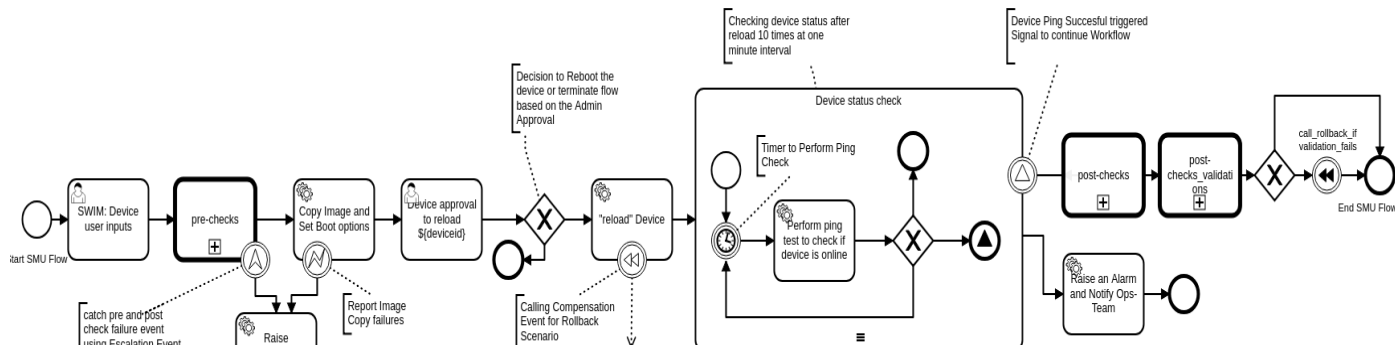 Checking device status after
reload 10 times at one
minute interval
Device Ping Succesful triggered
Signal to continue Workflow
Decision to Reboot the
device or terminate flow
based on the Admin
Approval
Device status check
Timer to Perform Ping
Check
call_rollback_if
_validation_fails
SWIM: Device
user inputs
pre-checks
Copy Image and
Set Boot options
Device approval
to reload
${deviceid}
X
"reload" Device
Perform ping
test to check if
device is online
X
post-checks
post-
checks_validati
ons
X
End SMU Flow
Start SMU Flow
catch pre and post
check failure event
using Escalation Event
Raise
Report Image
Copy failures
Calling Compensation
Event for Rollback
Scenario
Raise an Alarm
and Notify Ops-
Team